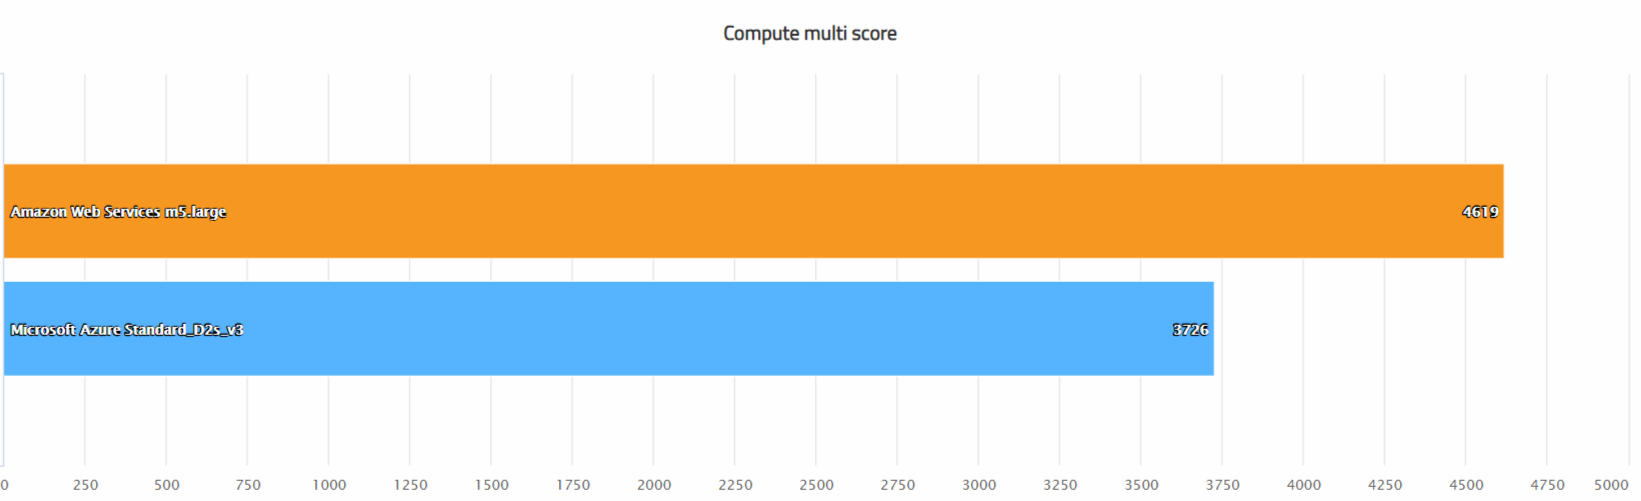 Compute multi score
Amazon Web Services m5.large 4619
Microsoft Azure Standard_D2s_v3 3726
0 250 500 750 1000 1250 1500 1750 2000 2250 2500 2750 3000 3250 3500 3750 4000 4250 4500 4750 5000